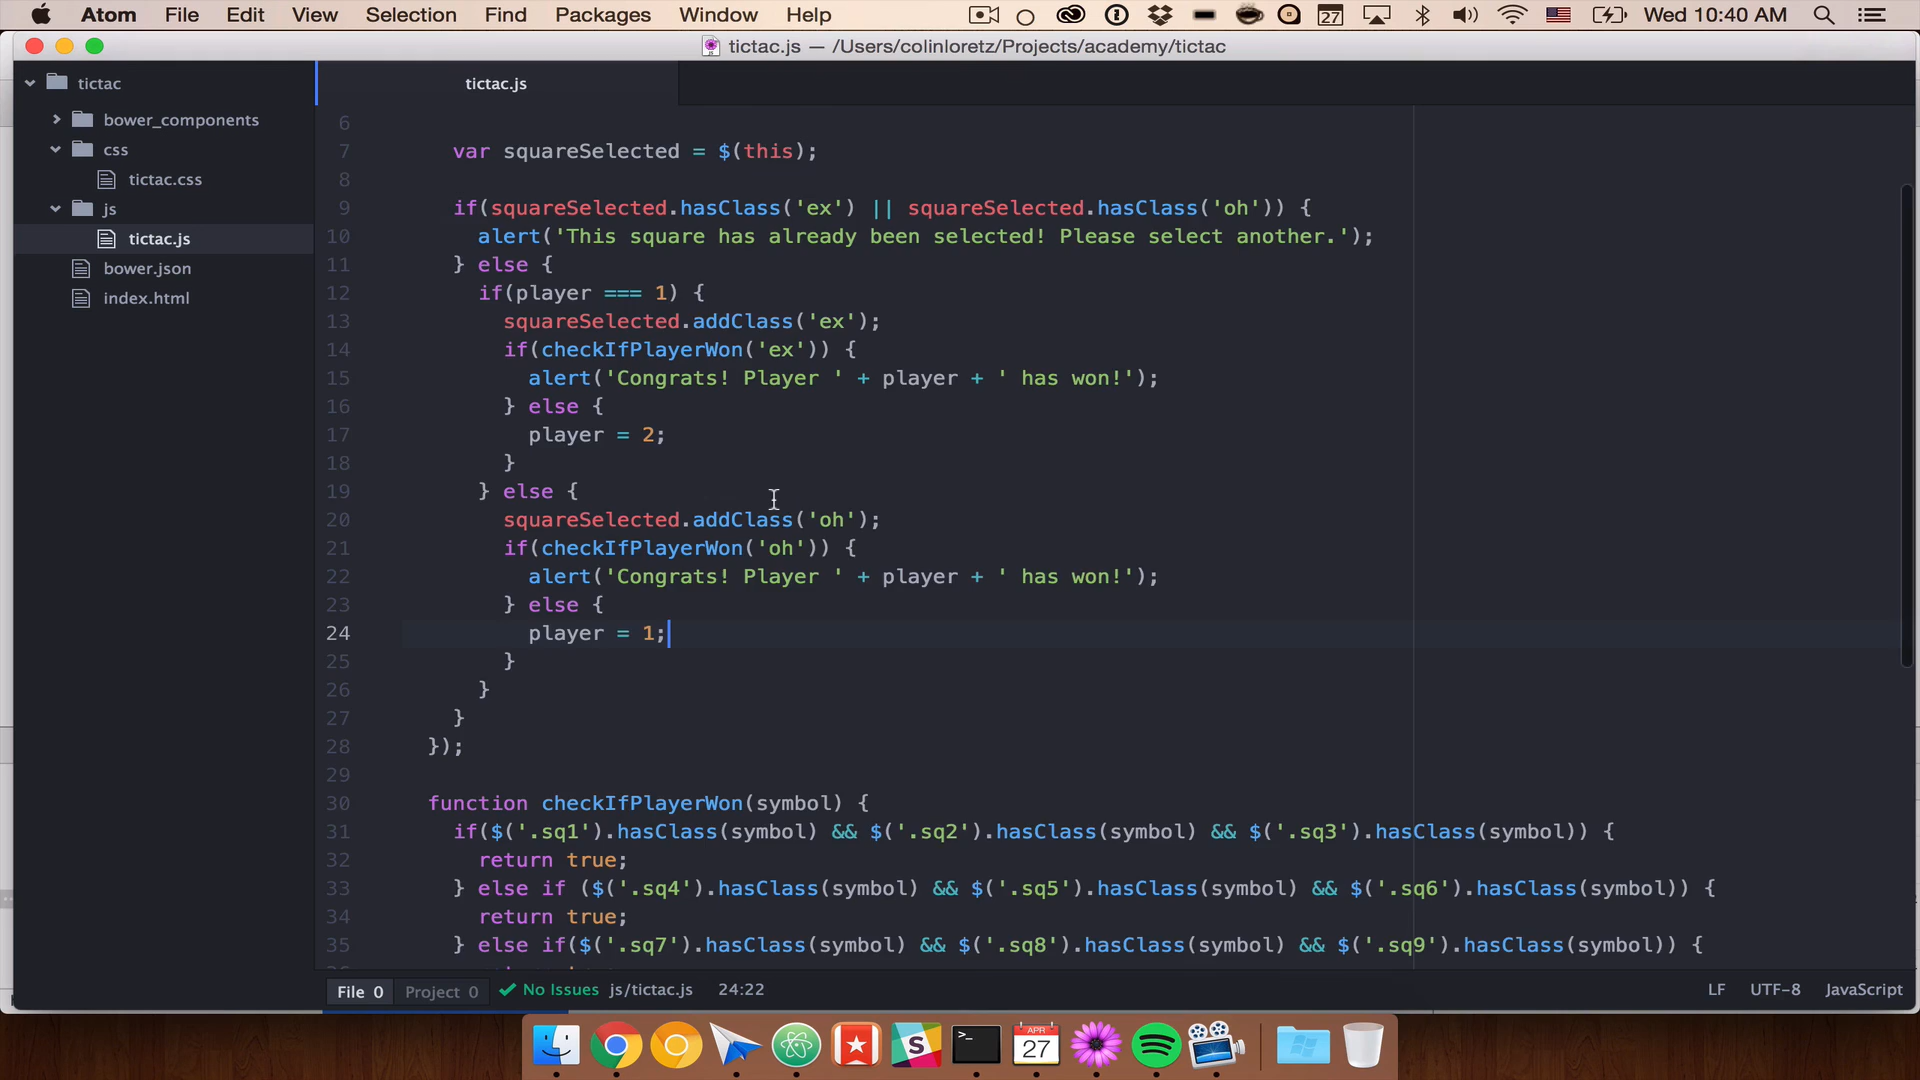 Atom File Edit View Selection Find Packages Window Help 27 Wed 10:40 AM
tictac.js — /Users/colinloretz/Projects/academy/tictac
tictac
bower_components
css
tictac.css
js
tictac.js
bower.json
index.html
tictac.js
6
7 var squareSelected = $(this);
8
9 if(squareSelected.hasClass('ex') || squareSelected.hasClass('oh')) {
10 alert('This square has already been selected! Please select another.');
11 } else {
12 if(player === 1) {
13 squareSelected.addClass('ex');
14 if(checkIfPlayerWon('ex')) {
15 alert('Congrats! Player ' + player + ' has won!');
16 } else {
17 player = 2;
18 }
19 } else {
20 squareSelected.addClass('oh');
21 if(checkIfPlayerWon('oh')) {
22 alert('Congrats! Player ' + player + ' has won!');
23 } else {
24 player = 1;
25 }
26 }
27 }
28 });
29
30 function checkIfPlayerWon(symbol) {
31 if($('.sq1').hasClass(symbol) && $('.sq2').hasClass(symbol) && $('.sq3').hasClass(symbol)) {
32 return true;
33 } else if ($('.sq4').hasClass(symbol) && $('.sq5').hasClass(symbol) && $('.sq6').hasClass(symbol)) {
34 return true;
35 } else if($('.sq7').hasClass(symbol) && $('.sq8').hasClass(symbol) && $('.sq9').hasClass(symbol)) {
File 0 Project 0 No Issues js/tictac.js 24:22 LF UTF-8 JavaScript
APR
27